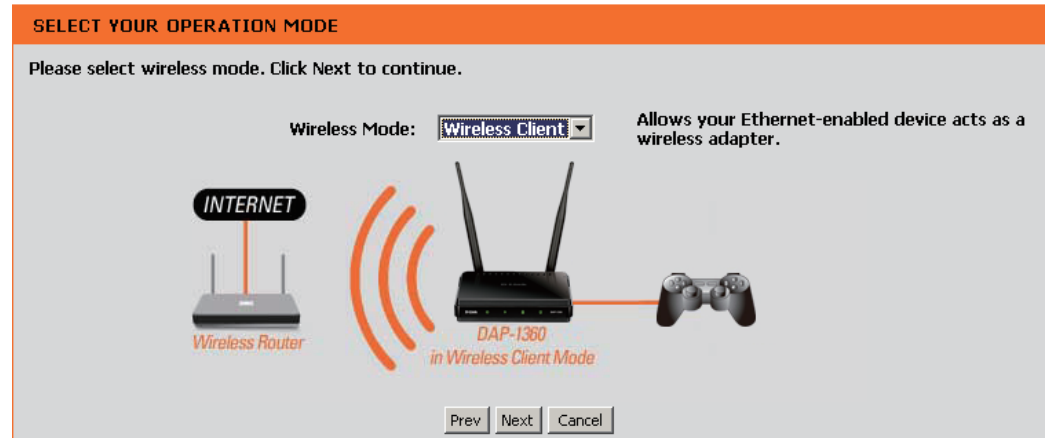 SELECT YOUR OPERATION MODE
Please select wireless mode. Click Next to continue.
Wireless Mode: Wireless Client
Allows your Ethernet-enabled device acts as a
wireless adapter.
INTERNET
Wireless Router
DAP-1360
in Wireless Client Mode
Prev Next Cancel